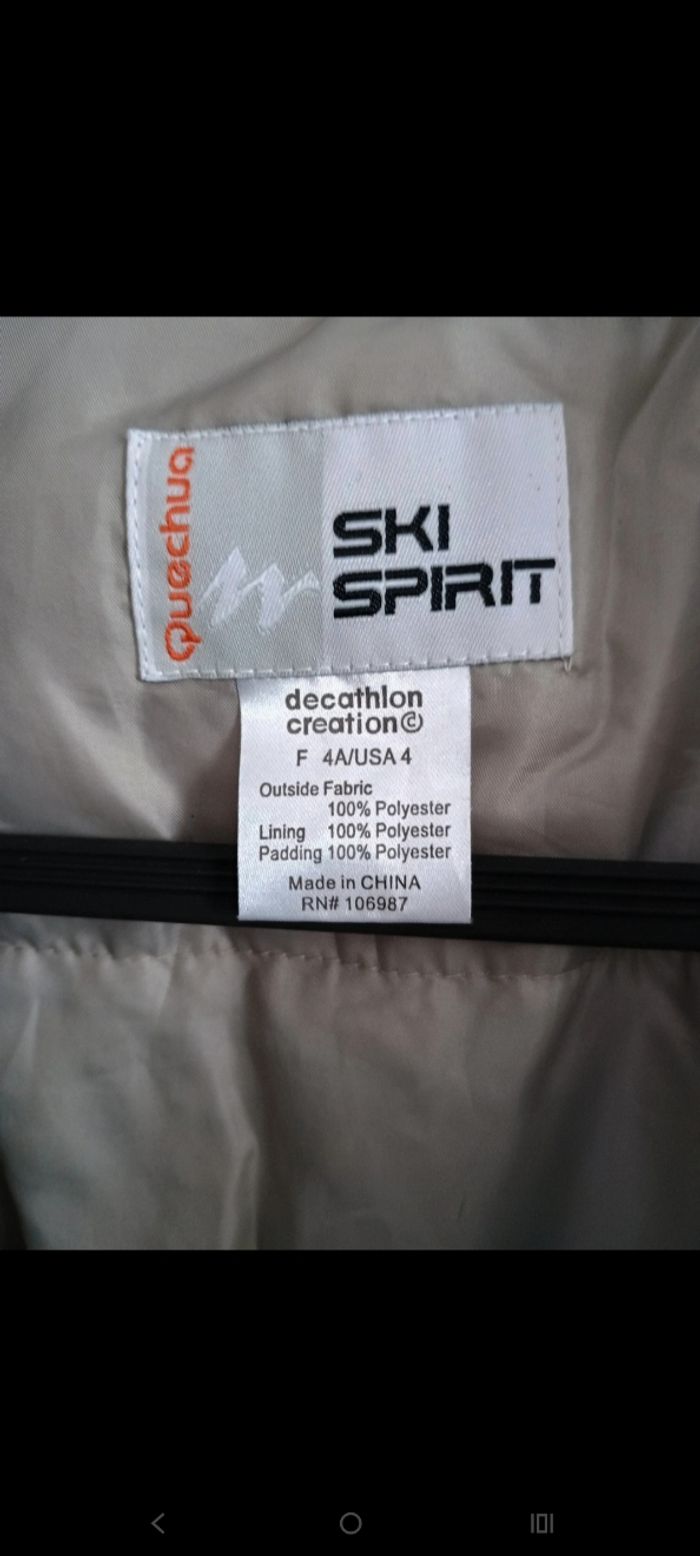 Quechua
SKI
SPIRIT
decathlon
creation©
F 4A/USA 4
Outside Fabric
100% Polyester
Lining 100% Polyester
Padding 100% Polyester
Made in CHINA
RN# 106987